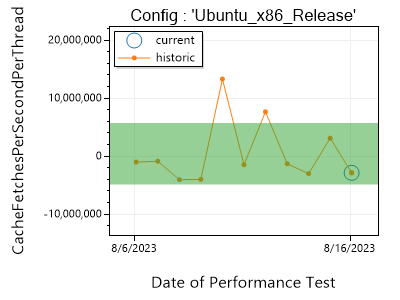 Config : 'Ubuntu_x86_Release'
current
historic
CacheFetchesPerSecondPerThread
20,000,000
10,000,000
0
-10,000,000
8/6/2023
8/16/2023
Date of Performance Test